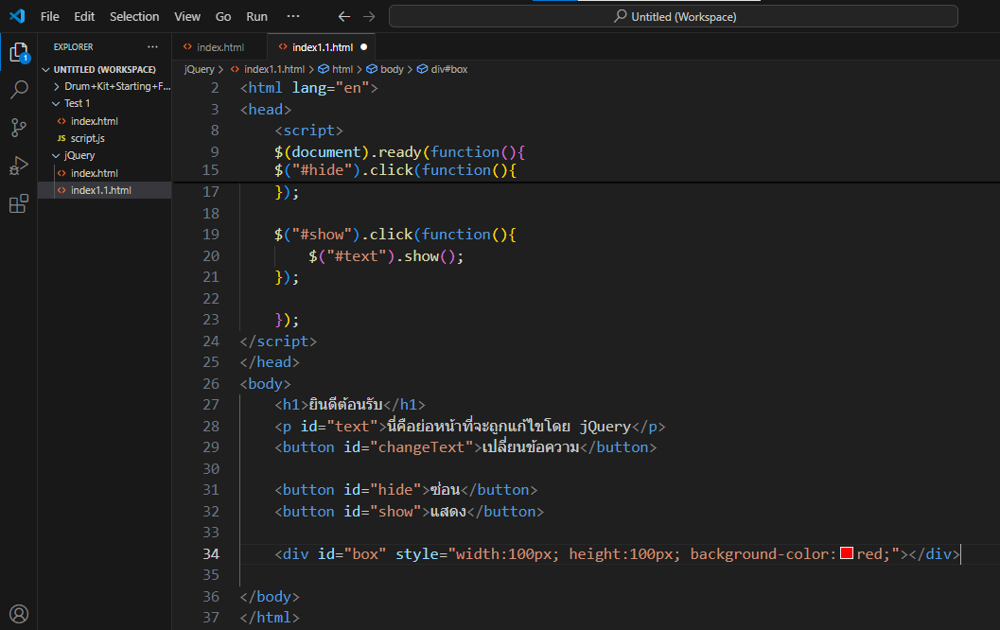 File Edit Selection View Go Run ··· Untitled (Workspace)
EXPLORER ···
index.html index1.1.html
1
UNTITLED (WORKSPACE)
Drum+Kit+Starting+F...
Test 1
index.html
JS script.js
jQuery
index.html
index1.1.html
jQuery > index1.1.html > html > body > div#box
2 <html lang="en">
3 <head>
8 <script>
9 $(document).ready(function(){
15 $("#hide").click(function(){
17 });
18
19 $("#show").click(function(){
20 $("#text").show();
21 });
22
23 });
24 </script>
25 </head>
26 <body>
27 <h1>ยินดีต้อนรับ</h1>
28 <p id="text">นี่คือย่อหน้าที่จะถูกแก้ไขโดย jQuery</p>
29 <button id="changeText">เปลี่ยนข้อความ</button>
30
31 <button id="hide">ซ่อน</button>
32 <button id="show">แสดง</button>
33
34 <div id="box" style="width:100px; height:100px; background-color:red;"></div>
35
36 </body>
37 </html>